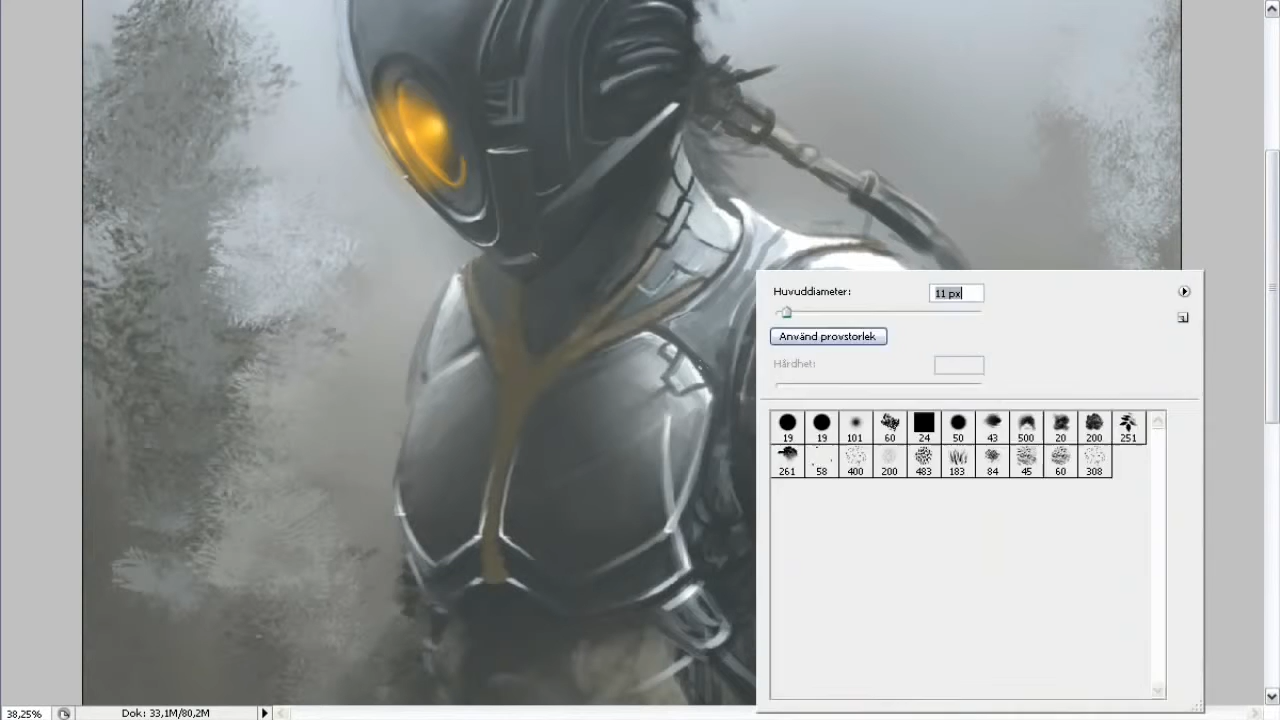 Huvuddiameter: 11 px
Använd provstorlek
Hårdhet:
19 19 101 60 24 50 43 500 20 200 251
261 58 400 200 483 183 84 45 60 308
38,25% Dok: 33,1M/80,2M